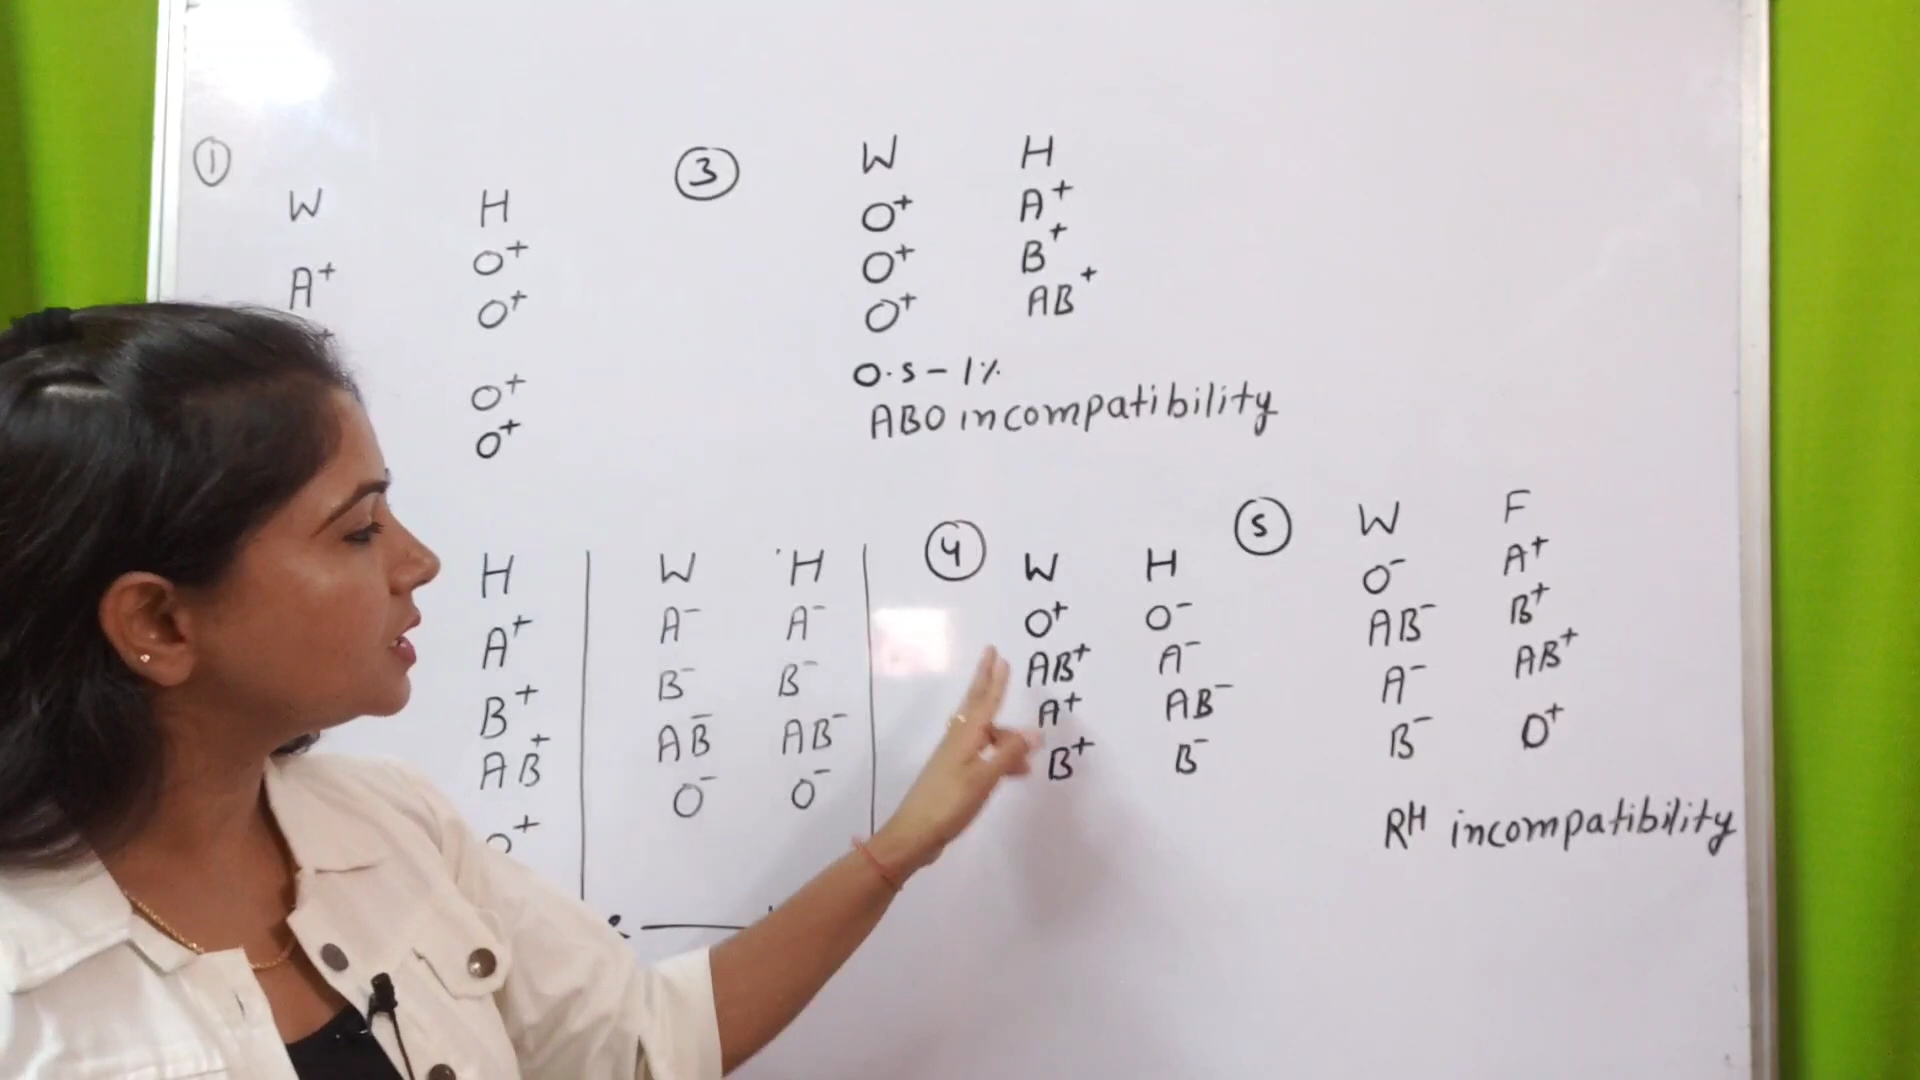 ①
W H
A+ O+
O+
O+
O+
③
W H
O+ A+
O+ B+
O+ AB+
0.5-1%
ABO incompatibility
H
A+
B+
AB+
O+
W H
A- A-
B- B-
AB- AB-
O- O-
④
W H
O+ O-
AB+ A-
A+ AB-
B+ B-
⑤
W F
O- A+
AB- B+
A- AB+
B- O+
RH incompatibility